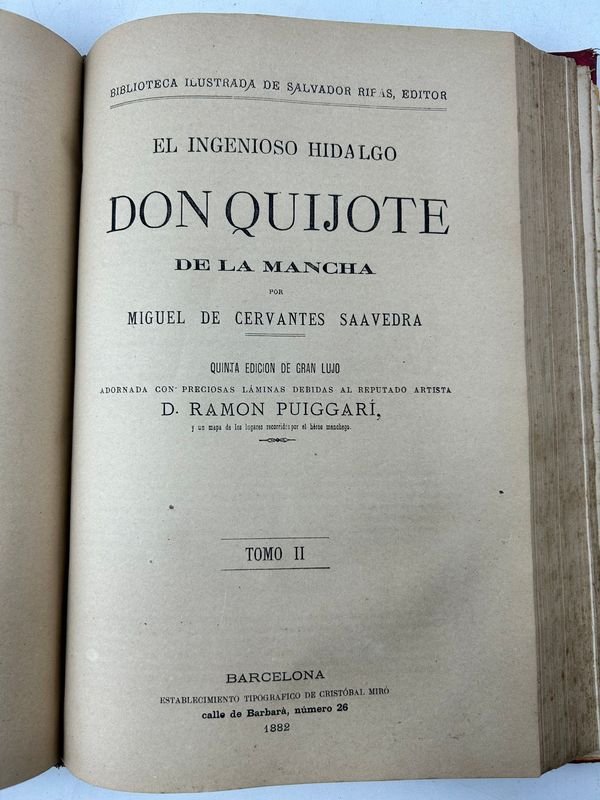 BIBLIOTECA ILUSTRADA DE SALVADOR RIBAS, EDITOR
EL INGENIOSO HIDALGO
DON QUIJOTE
DE LA MANCHA
POR
MIGUEL DE CERVANTES SAAVEDRA
QUINTA EDICION DE GRAN LUJO
ADORNADA CON PRECIOSAS LÁMINAS DEBIDAS AL REPUTADO ARTISTA
D. RAMON PUIGGARÍ,
y un mapa de los lugares recorridos por el héroe manchego.
TOMO II
BARCELONA
ESTABLECIMIENTO TIPOGRAFICO DE CRISTÓBAL MIRÓ
calle de Barbará, número 26
1882